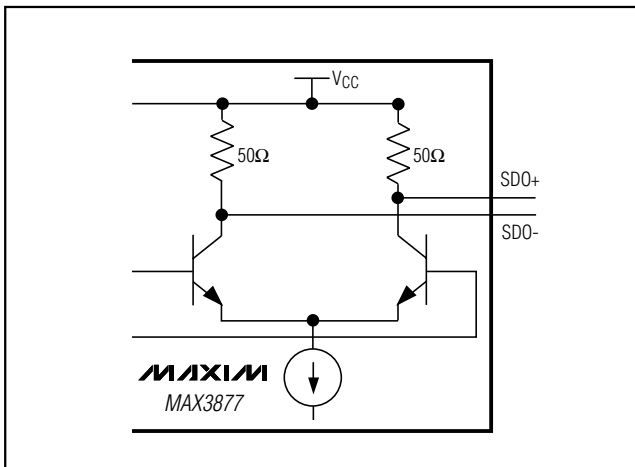 VCC
50Ω
50Ω
SDO+
SDO-
MAXIM
MAX3877